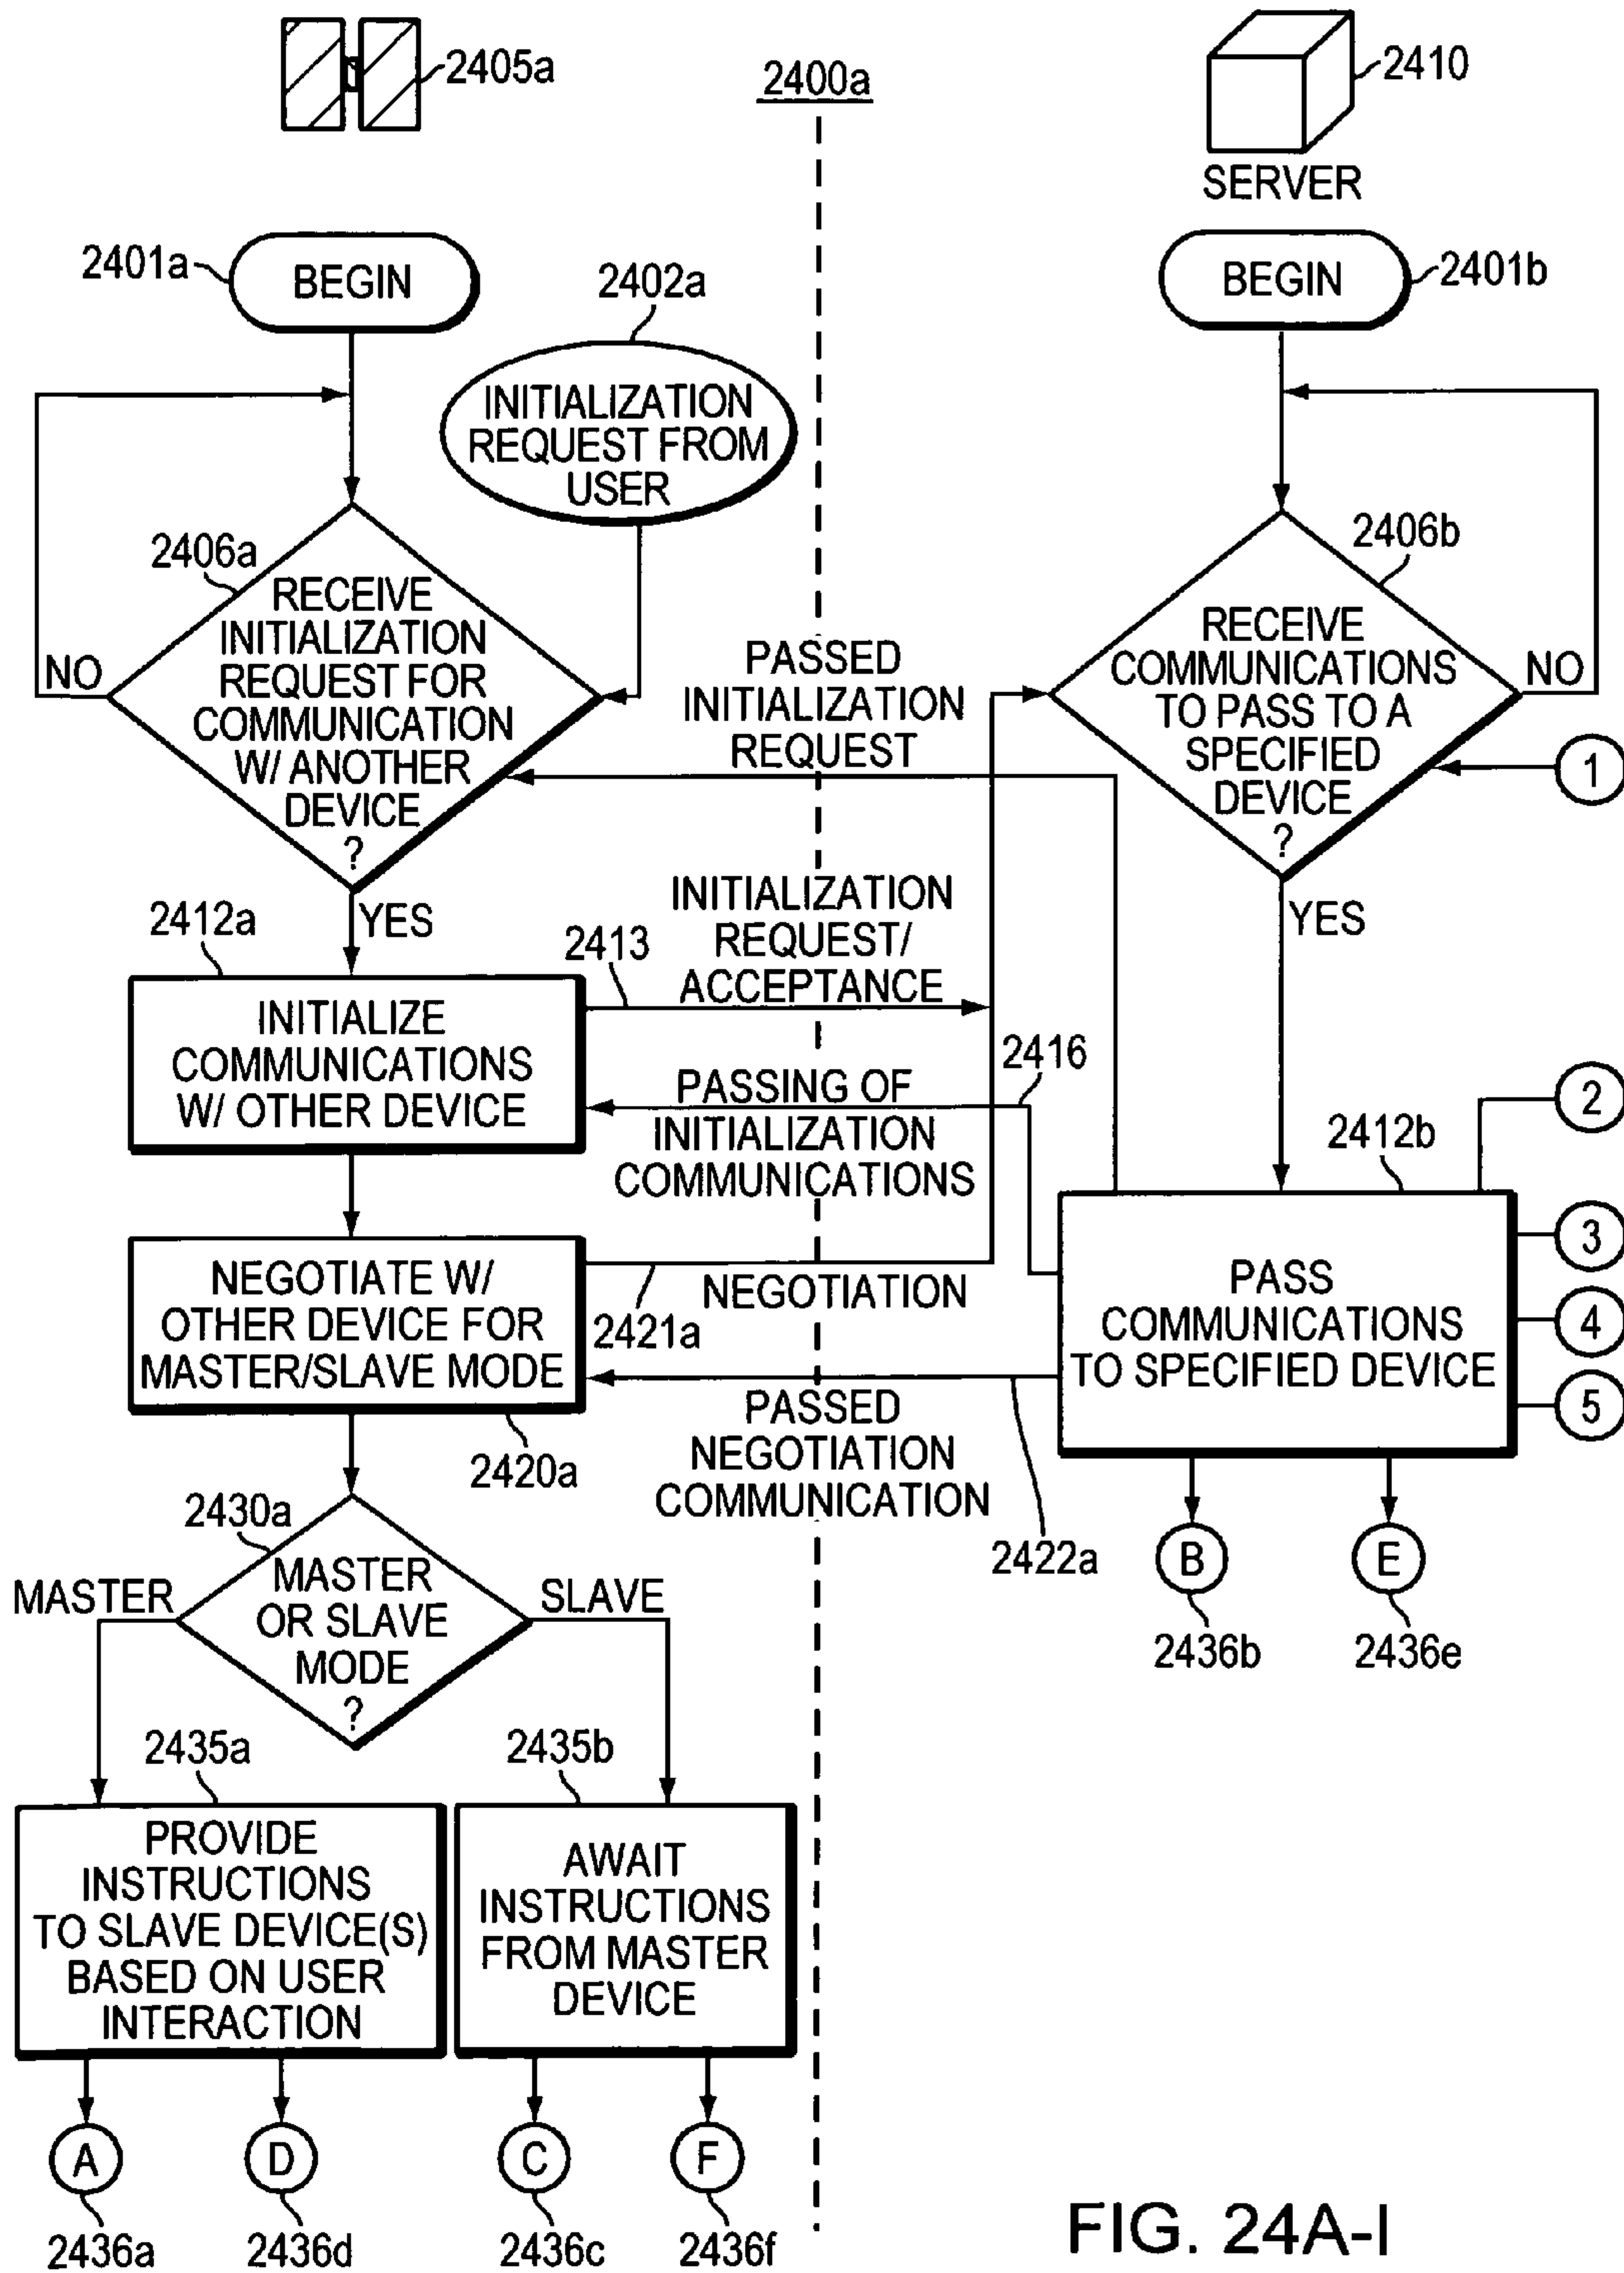 2405a
2400a
2410
SERVER
2401a
BEGIN
2402a
BEGIN
2401b
INITIALIZATION
REQUEST FROM
USER
2406a
RECEIVE
INITIALIZATION
REQUEST FOR
COMMUNICATION
W/ ANOTHER
DEVICE
?
NO
YES
PASSED
INITIALIZATION
REQUEST
2406b
RECEIVE
COMMUNICATIONS
TO PASS TO A
SPECIFIED
DEVICE
?
NO
YES
1
2412a
INITIALIZE
COMMUNICATIONS
W/ OTHER DEVICE
2413
INITIALIZATION
REQUEST/
ACCEPTANCE
2416
PASSING OF
INITIALIZATION
COMMUNICATIONS
2412b
PASS
COMMUNICATIONS
TO SPECIFIED DEVICE
2
3
4
5
NEGOTIATE W/
OTHER DEVICE FOR
MASTER/SLAVE MODE
2421a
NEGOTIATION
2420a
PASSED
NEGOTIATION
COMMUNICATION
2422a
B
E
2436b
2436e
2430a
MASTER
MASTER
OR SLAVE
MODE
?
SLAVE
2435a
PROVIDE
INSTRUCTIONS
TO SLAVE DEVICE(S)
BASED ON USER
INTERACTION
2435b
AWAIT
INSTRUCTIONS
FROM MASTER
DEVICE
A
D
C
F
2436a
2436d
2436c
2436f
FIG. 24A-I